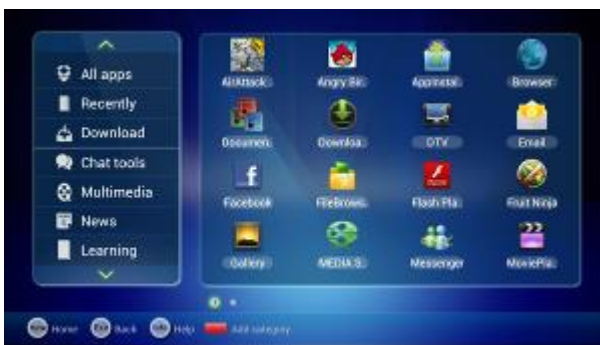 All apps
Recently
Download
Chat tools
Multimedia
News
Learning
AirAttack
Angry Bir.
AppInstal.
Browser
Documen.
Downloa.
DTV
Email
Facebook
FileBrows.
Flash Pla.
Fruit Ninja
Gallery
MEDIA S.
Messenger
MoviePla.
Home
Exit Back
Help
Add category